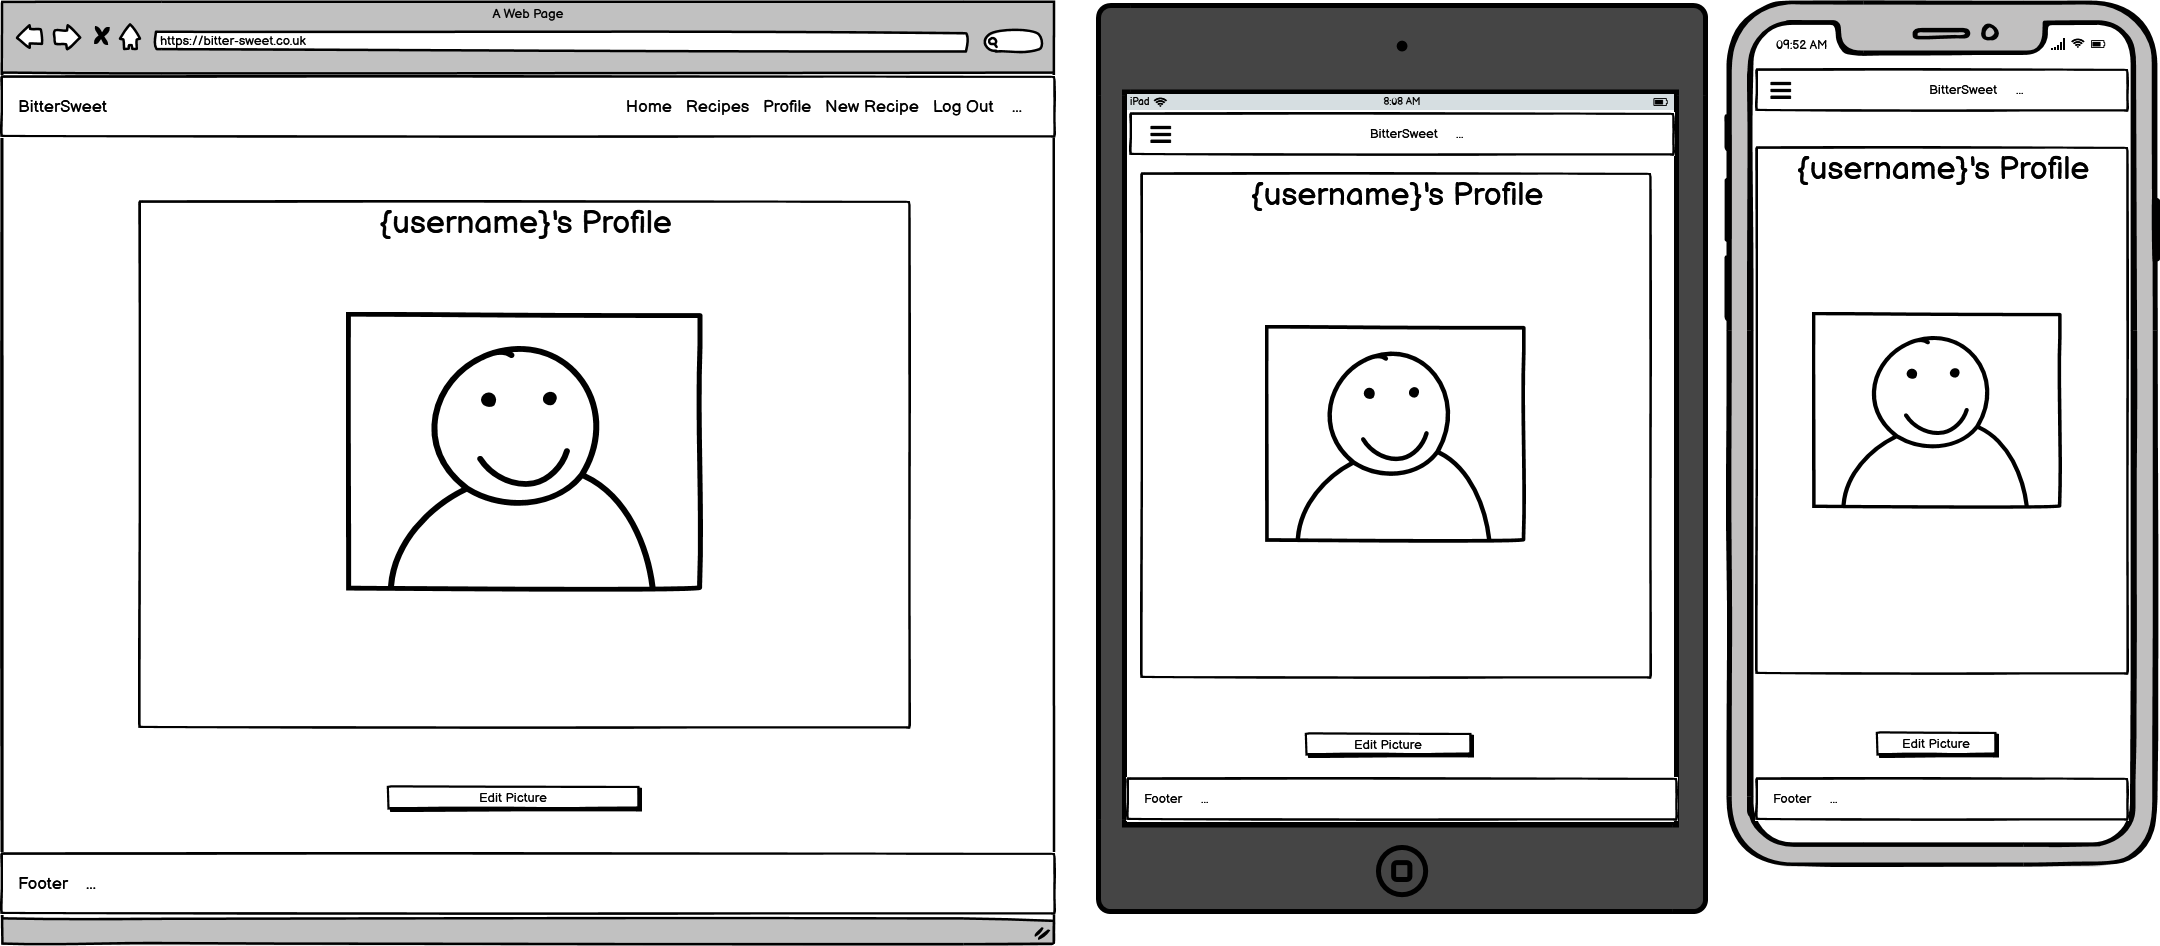 A Web Page
https://bitter-sweet.co.uk
BitterSweet Home Recipes Profile New Recipe Log Out ...
{username}'s Profile
Edit Picture
Footer ...
iPad 8:08 AM
BitterSweet ...
{username}'s Profile
Edit Picture
Footer ...
09:52 AM
BitterSweet ...
{username}'s Profile
Edit Picture
Footer ...